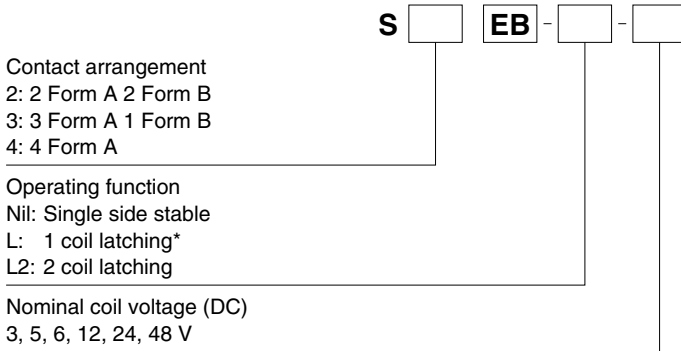 S EB - -
Contact arrangement
2: 2 Form A 2 Form B
3: 3 Form A 1 Form B
4: 4 Form A
Operating function
Nil: Single side stable
L: 1 coil latching*
L2: 2 coil latching
Nominal coil voltage (DC)
3, 5, 6, 12, 24, 48 V